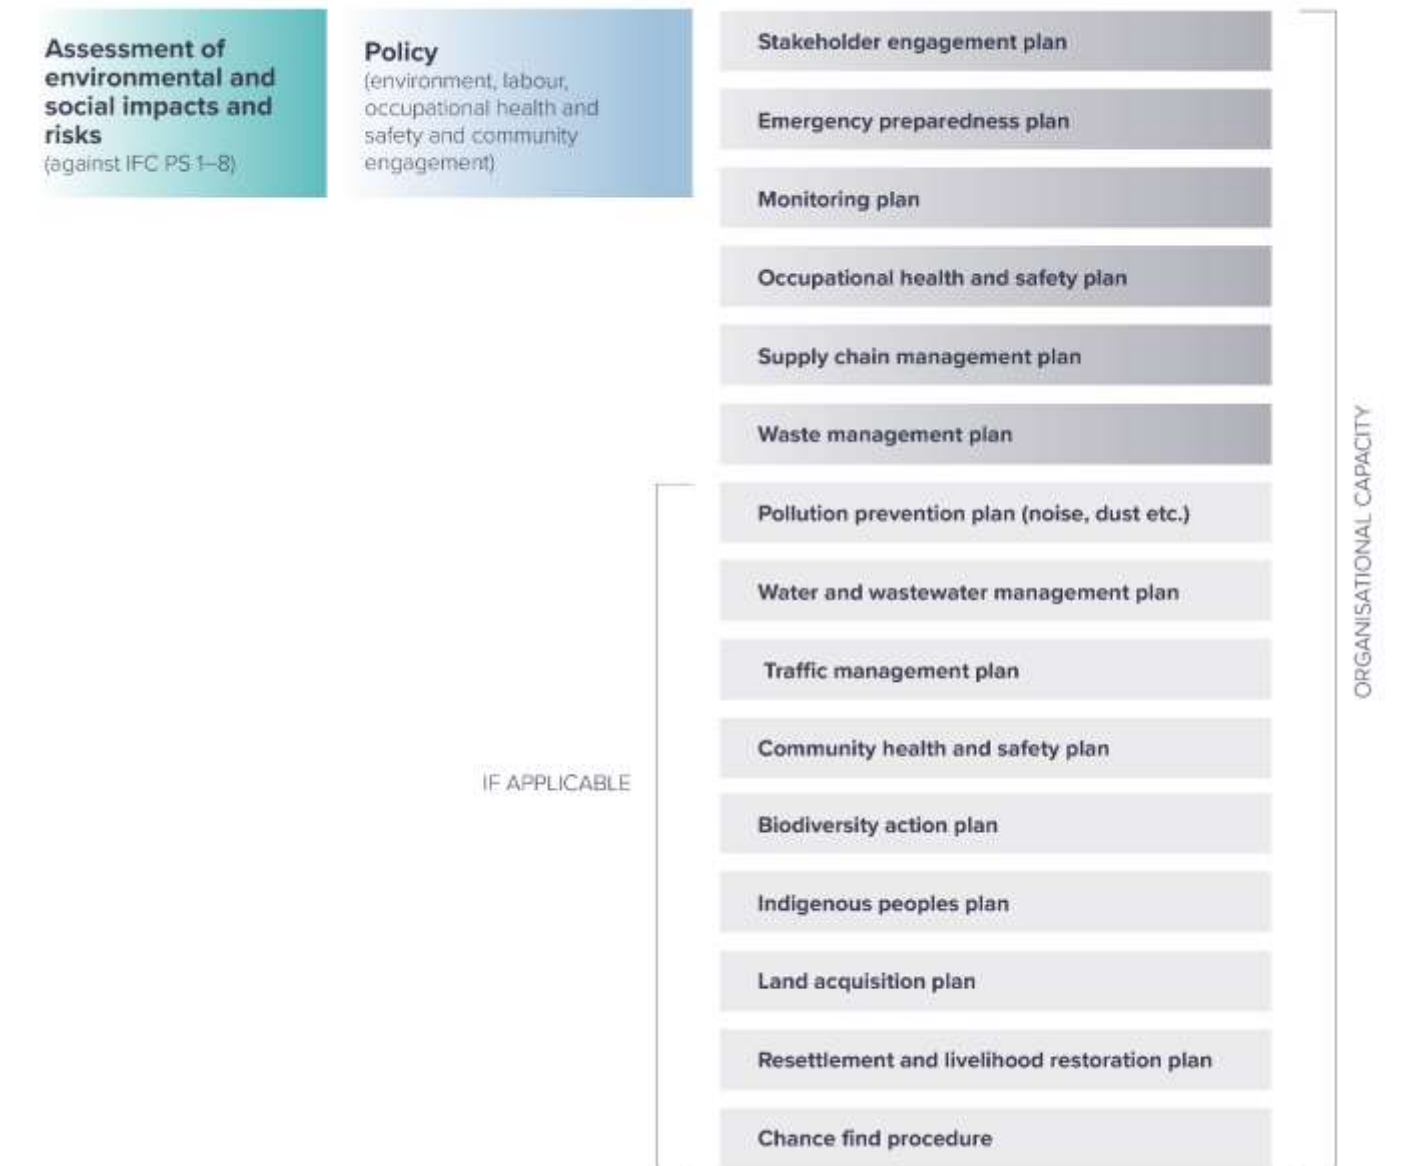 Assessment of
environmental and
social impacts and
risks
(against IFC PS 1–8)
Policy
(environment, labour,
occupational health and
safety and community
engagement)
Stakeholder engagement plan
Emergency preparedness plan
Monitoring plan
Occupational health and safety plan
Supply chain management plan
Waste management plan
IF APPLICABLE
Pollution prevention plan (noise, dust etc.)
Water and wastewater management plan
Traffic management plan
Community health and safety plan
Biodiversity action plan
Indigenous peoples plan
Land acquisition plan
Resettlement and livelihood restoration plan
Chance find procedure
ORGANISATIONAL CAPACITY